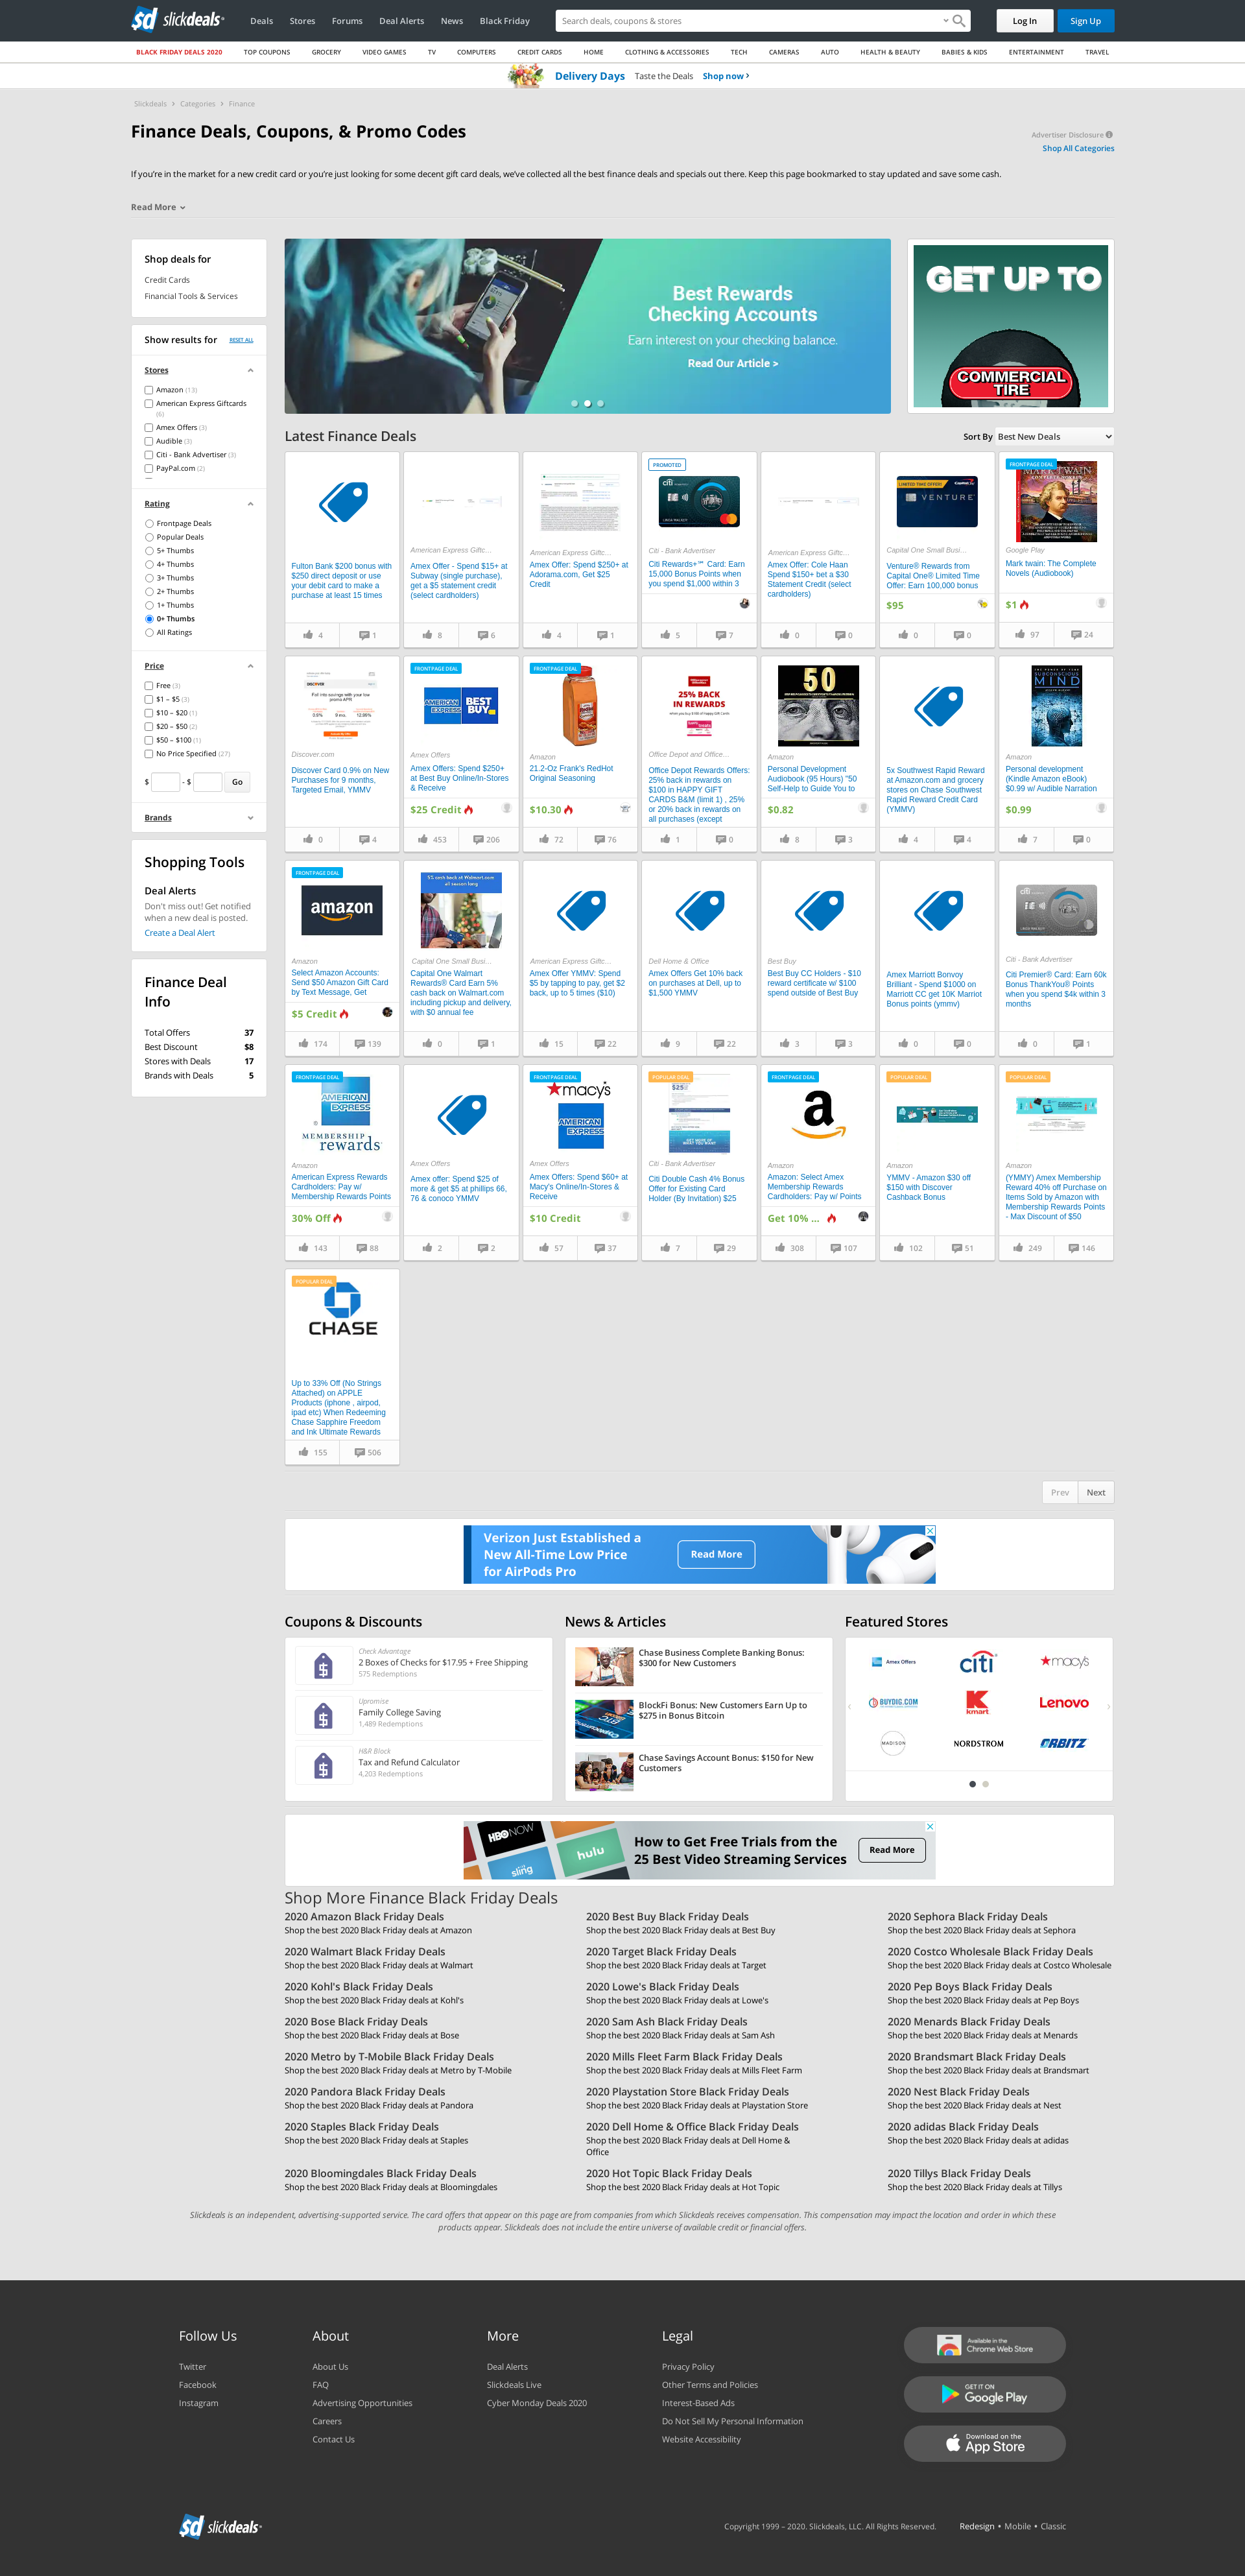 sd slickdeals
Deals Stores Forums Deal Alerts News Black Friday
Search deals, coupons & stores
Log In
Sign Up
BLACK FRIDAY DEALS 2020 TOP COUPONS GROCERY VIDEO GAMES TV COMPUTERS CREDIT CARDS HOME CLOTHING & ACCESSORIES TECH CAMERAS AUTO HEALTH & BEAUTY BABIES & KIDS ENTERTAINMENT TRAVEL
Delivery Days Taste the Deals Shop now
Slickdeals Categories Finance
Finance Deals, Coupons, & Promo Codes
Advertiser Disclosure
Shop All Categories
If you're in the market for a new credit card or you're just looking for some decent gift card deals, we've collected all the best finance deals and specials out there. Keep this page bookmarked to stay updated and save some cash.
Read More
Shop deals for
Credit Cards
Financial Tools & Services
Show results for
RESET ALL
Stores
Amazon (13)
American Express Giftcards
(6)
Amex Offers (3)
Audible (3)
Citi - Bank Advertiser (3)
PayPal.com (2)
Rating
Frontpage Deals
Popular Deals
5+ Thumbs
4+ Thumbs
3+ Thumbs
2+ Thumbs
1+ Thumbs
0+ Thumbs
All Ratings
Price
Free (3)
$1 – $5 (3)
$10 – $20 (1)
$20 – $50 (2)
$50 – $100 (1)
No Price Specified (27)
$ - $ Go
Brands
Shopping Tools
Deal Alerts
Don't miss out! Get notified
when a new deal is posted.
Create a Deal Alert
Finance Deal
Info
Total Offers 37
Best Discount $8
Stores with Deals 17
Brands with Deals 5
Best Rewards
Checking Accounts
Earn interest on your checking balance.
Read Our Article >
GET UP TO
COMMERCIAL
TIRE
Latest Finance Deals
Sort By Best New Deals
Fulton Bank $200 bonus with
$250 direct deposit or use
your debit card to make a
purchase at least 15 times
4 1
American Express Giftc...
Amex Offer - Spend $15+ at
Subway (single purchase),
get a $5 statement credit
(select cardholders)
8 6
American Express Giftc...
Amex Offer: Spend $250+ at
Adorama.com, Get $25
Credit
4 1
PROMOTED
citi
Citi - Bank Advertiser
Citi Rewards+℠ Card: Earn
15,000 Bonus Points when
you spend $1,000 within 3
5 7
American Express Giftc...
Amex Offer: Cole Haan
Spend $150+ bet a $30
Statement Credit (select
cardholders)
0 0
LIMITED TIME OFFER!
VENTURE
Capital One Small Busi...
Venture® Rewards from
Capital One® Limited Time
Offer: Earn 100,000 bonus
$95
0 0
FRONTPAGE DEAL
MARK TWAIN
Google Play
Mark twain: The Complete
Novels (Audiobook)
$1
97 24
DISCOVER
Discover.com
Discover Card 0.9% on New
Purchases for 9 months,
Targeted Email, YMMV
0 4
FRONTPAGE DEAL
AMERICAN EXPRESS
BEST BUY
Amex Offers
Amex Offers: Spend $250+
at Best Buy Online/In-Stores
& Receive
$25 Credit
453 206
FRONTPAGE DEAL
Amazon
21.2-Oz Frank's RedHot
Original Seasoning
$10.30
72 76
25% BACK
IN REWARDS
Office Depot and Office...
Office Depot Rewards Offers:
25% back in rewards on
$100 in HAPPY GIFT
CARDS B&M (limit 1) , 25%
or 20% back in rewards on
all purchases (except
1 0
50
Amazon
Personal Development
Audiobook (95 Hours) "50
Self-Help to Guide You to
$0.82
8 3
5x Southwest Rapid Reward
at Amazon.com and grocery
stores on Chase Southwest
Rapid Reward Credit Card
(YMMV)
4 4
SUBCONSCIOUS
MIND
Amazon
Personal development
(Kindle Amazon eBook)
$0.99 w/ Audible Narration
$0.99
7 0
FRONTPAGE DEAL
amazon
Amazon
Select Amazon Accounts:
Send $50 Amazon Gift Card
by Text Message, Get
$5 Credit
174 139
5% cash back at Walmart.com
all season long
Capital One Small Busi...
Capital One Walmart
Rewards® Card Earn 5%
cash back on Walmart.com
including pickup and delivery,
with $0 annual fee
0 1
American Express Giftc...
Amex Offer YMMV: Spend
$5 by tapping to pay, get $2
back, up to 5 times ($10)
15 22
Dell Home & Office
Amex Offers Get 10% back
on purchases at Dell, up to
$1,500 YMMV
9 22
Best Buy
Best Buy CC Holders - $10
reward certificate w/ $100
spend outside of Best Buy
3 3
Amex Marriott Bonvoy
Brilliant - Spend $1000 on
Marriott CC get 10K Marriot
Bonus points (ymmv)
0 0
citi
Citi - Bank Advertiser
Citi Premier® Card: Earn 60k
Bonus ThankYou® Points
when you spend $4k within 3
months
0 1
FRONTPAGE DEAL
AMERICAN EXPRESS
MEMBERSHIP
rewards
Amazon
American Express Rewards
Cardholders: Pay w/
Membership Rewards Points
30% Off
143 88
Amex Offers
Amex offer: Spend $25 of
more & get $5 at phillips 66,
76 & conoco YMMV
2 2
FRONTPAGE DEAL
macy's
AMERICAN EXPRESS
Amex Offers
Amex Offers: Spend $60+ at
Macy's Online/In-Stores &
Receive
$10 Credit
57 37
POPULAR DEAL
$25
Citi - Bank Advertiser
Citi Double Cash 4% Bonus
Offer for Existing Card
Holder (By Invitation) $25
7 29
FRONTPAGE DEAL
a
Amazon
Amazon: Select Amex
Membership Rewards
Cardholders: Pay w/ Points
Get 10% ...
308 107
POPULAR DEAL
Amazon
YMMV - Amazon $30 off
$150 with Discover
Cashback Bonus
102 51
POPULAR DEAL
Amazon
(YMMY) Amex Membership
Reward 40% off Purchase on
Items Sold by Amazon with
Membership Rewards Points
- Max Discount of $50
249 146
POPULAR DEAL
CHASE
Up to 33% Off (No Strings
Attached) on APPLE
Products (iphone , airpod,
ipad etc) When Redeeming
Chase Sapphire Freedom
and Ink Ultimate Rewards
155 506
Prev Next
Verizon Just Established a
New All-Time Low Price
for AirPods Pro
Read More
Coupons & Discounts
Check Advantage
2 Boxes of Checks for $17.95 + Free Shipping
575 Redemptions
Upromise
Family College Saving
1,489 Redemptions
H&R Block
Tax and Refund Calculator
4,203 Redemptions
News & Articles
Chase Business Complete Banking Bonus:
$300 for New Customers
BlockFi Bonus: New Customers Earn Up to
$275 in Bonus Bitcoin
Chase Savings Account Bonus: $150 for New
Customers
Featured Stores
Amex Offers
citi
macy's
BUYDIG.COM
kmart
Lenovo
MADISON
NORDSTROM
ORBITZ
HBO NOW
sling
hulu
How to Get Free Trials from the
25 Best Video Streaming Services
Read More
Shop More Finance Black Friday Deals
2020 Amazon Black Friday Deals
Shop the best 2020 Black Friday deals at Amazon
2020 Best Buy Black Friday Deals
Shop the best 2020 Black Friday deals at Best Buy
2020 Sephora Black Friday Deals
Shop the best 2020 Black Friday deals at Sephora
2020 Walmart Black Friday Deals
Shop the best 2020 Black Friday deals at Walmart
2020 Target Black Friday Deals
Shop the best 2020 Black Friday deals at Target
2020 Costco Wholesale Black Friday Deals
Shop the best 2020 Black Friday deals at Costco Wholesale
2020 Kohl's Black Friday Deals
Shop the best 2020 Black Friday deals at Kohl's
2020 Lowe's Black Friday Deals
Shop the best 2020 Black Friday deals at Lowe's
2020 Pep Boys Black Friday Deals
Shop the best 2020 Black Friday deals at Pep Boys
2020 Bose Black Friday Deals
Shop the best 2020 Black Friday deals at Bose
2020 Sam Ash Black Friday Deals
Shop the best 2020 Black Friday deals at Sam Ash
2020 Menards Black Friday Deals
Shop the best 2020 Black Friday deals at Menards
2020 Metro by T-Mobile Black Friday Deals
Shop the best 2020 Black Friday deals at Metro by T-Mobile
2020 Mills Fleet Farm Black Friday Deals
Shop the best 2020 Black Friday deals at Mills Fleet Farm
2020 Brandsmart Black Friday Deals
Shop the best 2020 Black Friday deals at Brandsmart
2020 Pandora Black Friday Deals
Shop the best 2020 Black Friday deals at Pandora
2020 Playstation Store Black Friday Deals
Shop the best 2020 Black Friday deals at Playstation Store
2020 Nest Black Friday Deals
Shop the best 2020 Black Friday deals at Nest
2020 Staples Black Friday Deals
Shop the best 2020 Black Friday deals at Staples
2020 Dell Home & Office Black Friday Deals
Shop the best 2020 Black Friday deals at Dell Home &
Office
2020 adidas Black Friday Deals
Shop the best 2020 Black Friday deals at adidas
2020 Bloomingdales Black Friday Deals
Shop the best 2020 Black Friday deals at Bloomingdales
2020 Hot Topic Black Friday Deals
Shop the best 2020 Black Friday deals at Hot Topic
2020 Tillys Black Friday Deals
Shop the best 2020 Black Friday deals at Tillys
Slickdeals is an independent, advertising-supported service. The card offers that appear on this page are from companies from which Slickdeals receives compensation. This compensation may impact the location and order in which these
products appear. Slickdeals does not include the entire universe of available credit or financial offers.
Follow Us
Twitter
Facebook
Instagram
About
About Us
FAQ
Advertising Opportunities
Careers
Contact Us
More
Deal Alerts
Slickdeals Live
Cyber Monday Deals 2020
Legal
Privacy Policy
Other Terms and Policies
Interest-Based Ads
Do Not Sell My Personal Information
Website Accessibility
Available in the
Chrome Web Store
GET IT ON
Google Play
Download on the
App Store
sd slickdeals
Copyright 1999 – 2020. Slickdeals, LLC. All Rights Reserved.
Redesign • Mobile • Classic